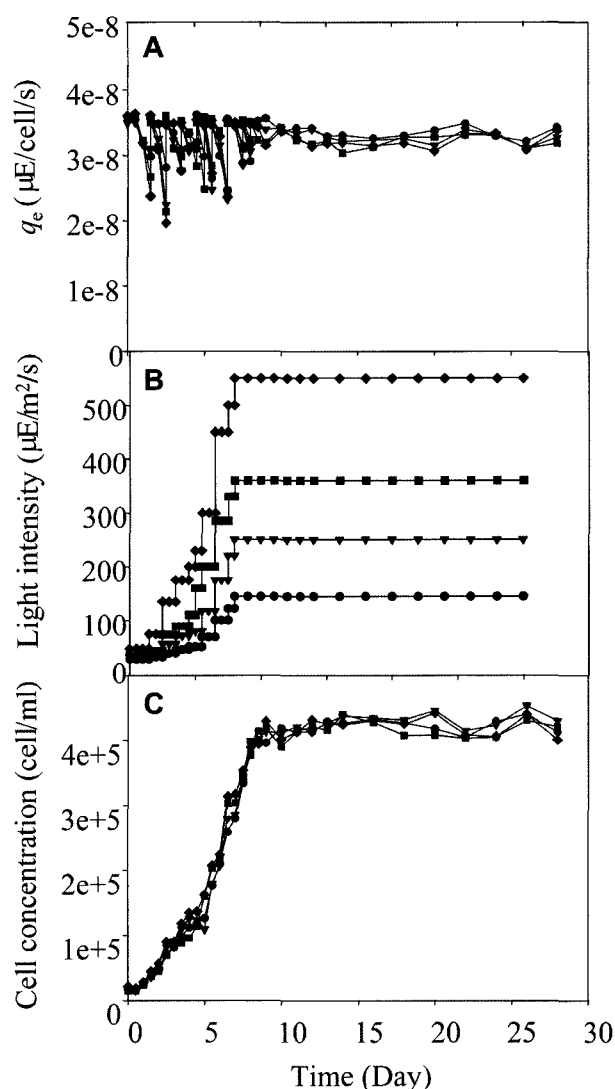 A
5e-8
4e-8
3e-8
2e-8
1e-8
0
qe (µE/cell/s)
B
500
400
300
200
100
0
Light intensity (µE/m²/s)
C
4e+5
3e+5
2e+5
1e+5
0
Cell concentration (cell/ml)
0 5 10 15 20 25 30
Time (Day)